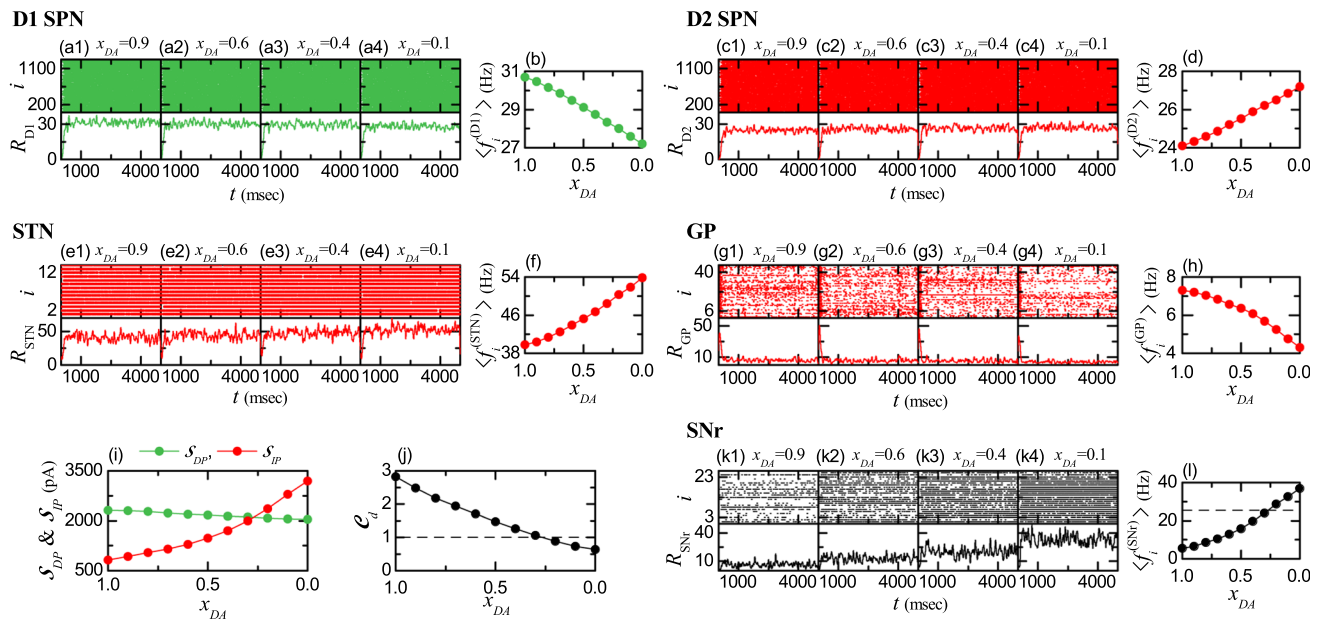 D1 SPN
D2 SPN
(a1) x_DA=0.9 (a2) x_DA=0.6 (a3) x_DA=0.4 (a4) x_DA=0.1
i
1100
200
R_D1
30
0
1000 4000 1000 4000 1000 4000 1000 4000
t (msec)
(b)
<f_i^(D1)> (Hz)
31
29
27
1.0 0.5 0.0
x_DA
(c1) x_DA=0.9 (c2) x_DA=0.6 (c3) x_DA=0.4 (c4) x_DA=0.1
i
1100
200
R_D2
30
0
1000 4000 1000 4000 1000 4000 1000 4000
t (msec)
(d)
<f_i^(D2)> (Hz)
28
26
24
1.0 0.5 0.0
x_DA
STN
GP
(e1) x_DA=0.9 (e2) x_DA=0.6 (e3) x_DA=0.4 (e4) x_DA=0.1
i
12
2
R_STN
50
0
1000 4000 1000 4000 1000 4000 1000 4000
t (msec)
(f)
<f_i^(STN)> (Hz)
54
46
38
1.0 0.5 0.0
x_DA
(g1) x_DA=0.9 (g2) x_DA=0.6 (g3) x_DA=0.4 (g4) x_DA=0.1
i
40
6
R_GP
50
10
1000 4000 1000 4000 1000 4000 1000 4000
t (msec)
(h)
<f_i^(GP)> (Hz)
8
6
4
1.0 0.5 0.0
x_DA
SNr
(i)
S_DP, S_IP
S_DP & S_IP (pA)
3500
2000
500
1.0 0.5 0.0
x_DA
(j)
C_d
3
2
1
0
1.0 0.5 0.0
x_DA
(k1) x_DA=0.9 (k2) x_DA=0.6 (k3) x_DA=0.4 (k4) x_DA=0.1
i
23
3
R_SNr
40
10
1000 4000 1000 4000 1000 4000 1000 4000
t (msec)
(l)
<f_i^(SNr)> (Hz)
40
20
0
1.0 0.5 0.0
x_DA